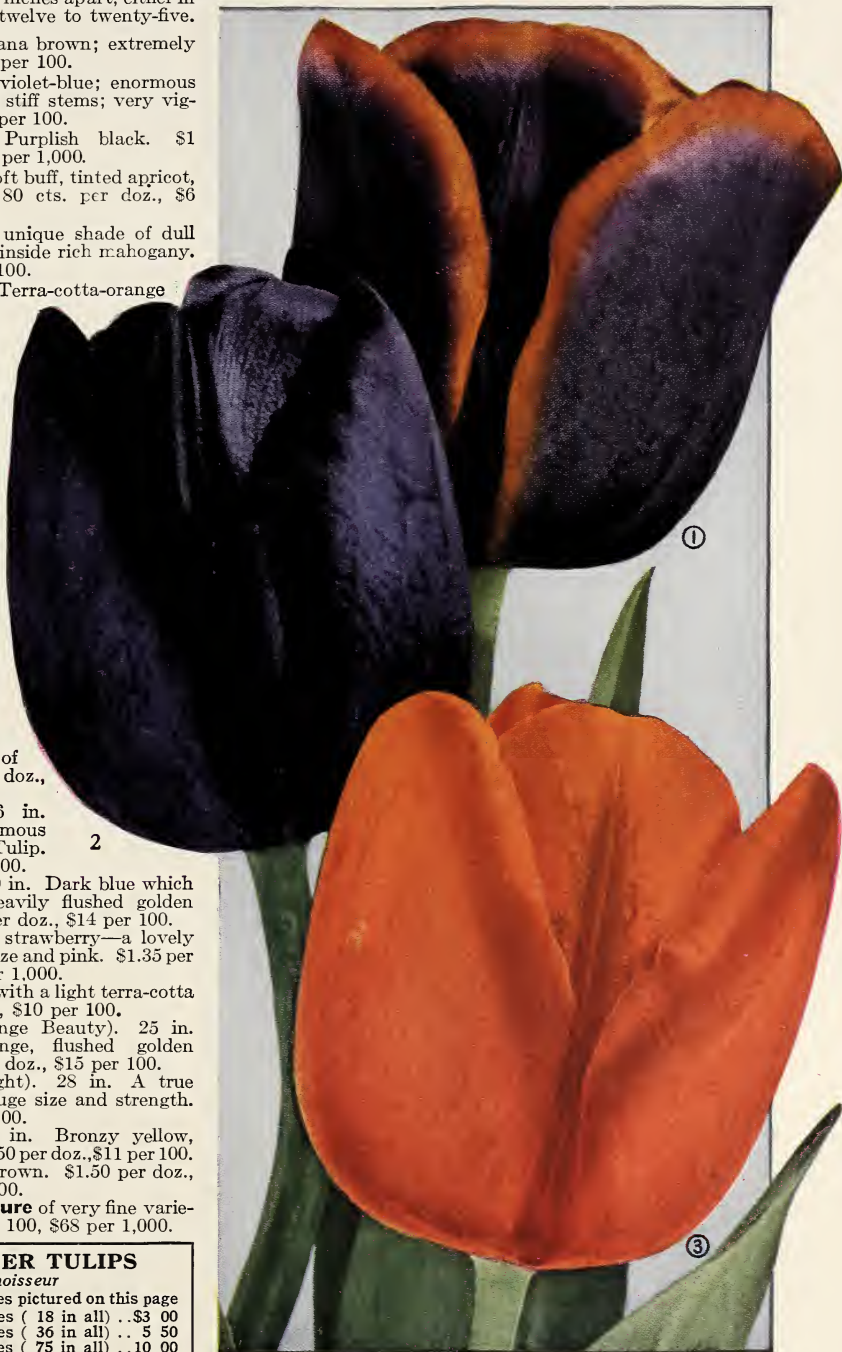 inches apart, either in
twelve to twenty-five.
ana brown; extremely
per 100.
violet-blue; enormous
stiff stems; very vig-
per 100.
Purplish black. $1
per 1,000.
oft buff, tinted apricot,
80 cts. per doz., $6
unique shade of dull
inside rich mahogany.
100.
Terra-cotta-orange
1
of
doz.,
6 in.
mous
Tulip.
00.
2
in. Dark blue which
eavily flushed golden
er doz., $14 per 100.
strawberry—a lovely
ze and pink. $1.35 per
r 1,000.
with a light terra-cotta
, $10 per 100.
nge Beauty). 25 in.
nge, flushed golden
doz., $15 per 100.
ght). 28 in. A true
uge size and strength.
00.
in. Bronzy yellow,
50 per doz., $11 per 100.
rown. $1.50 per doz.,
00.
ure of very fine varie-
100, $68 per 1,000.
3
ER TULIPS
noisseur
es pictured on this page
es ( 18 in all) ..$3 00
es ( 36 in all) .. 5 50
es ( 75 in all) ..10 00